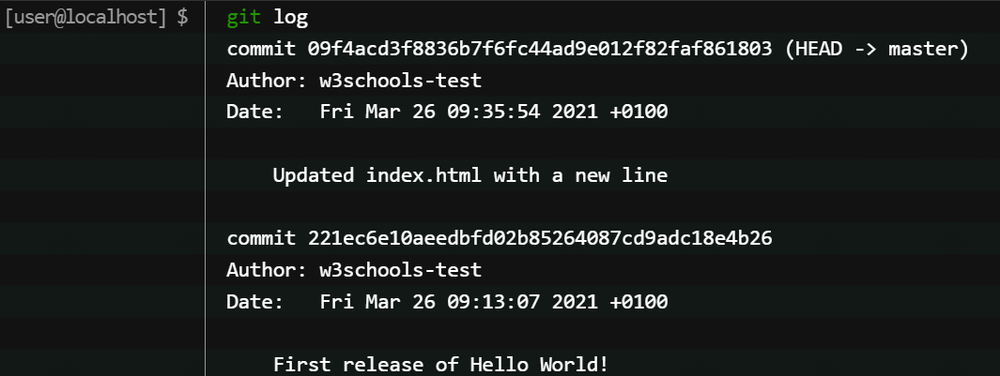 [user@localhost] $ git log
commit 09f4acd3f8836b7f6fc44ad9e012f82faf861803 (HEAD -> master)
Author: w3schools-test
Date:   Fri Mar 26 09:35:54 2021 +0100
    Updated index.html with a new line
commit 221ec6e10aeedbfd02b85264087cd9adc18e4b26
Author: w3schools-test
Date:   Fri Mar 26 09:13:07 2021 +0100
    First release of Hello World!